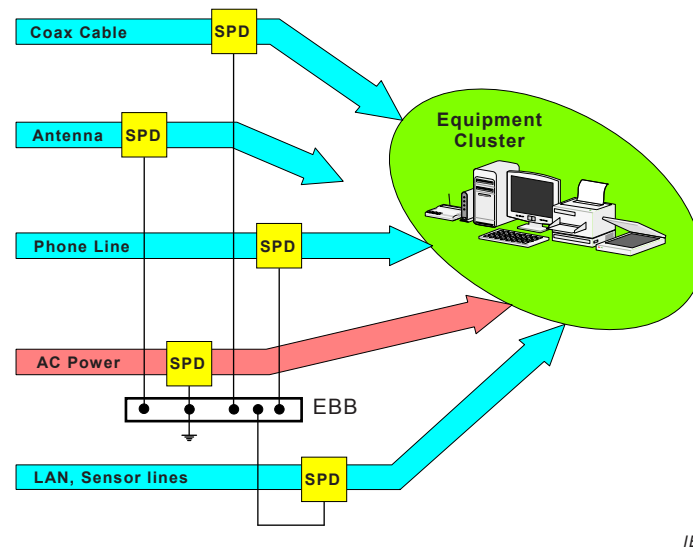 Coax Cable
SPD
Equipment
Cluster
Antenna
SPD
Phone Line
SPD
AC Power
SPD
EBB
LAN, Sensor lines
SPD